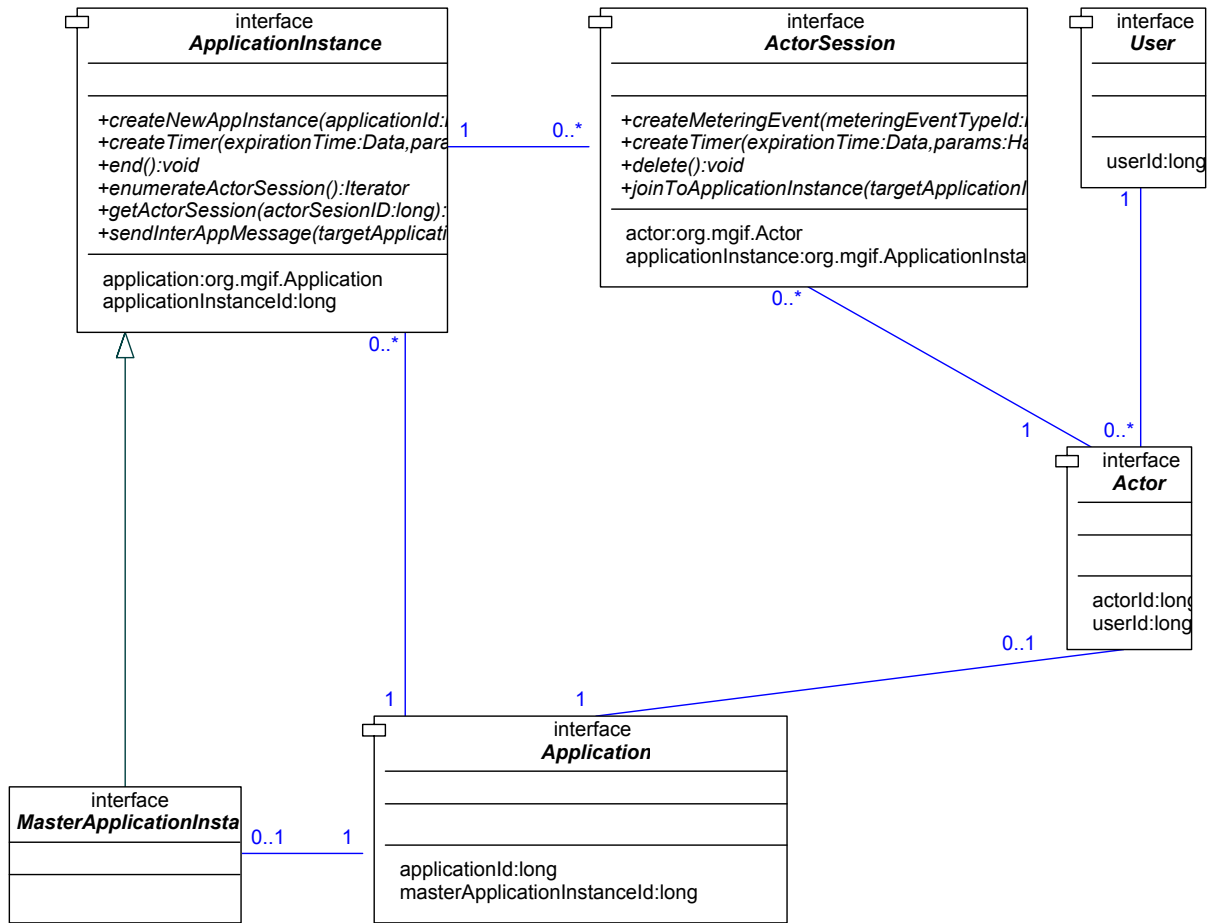 interface
ApplicationInstance
+createNewAppInstance(applicationId:
+createTimer(expirationTime:Data,para
+end():void
+enumerateActorSession():Iterator
+getActorSession(actorSesionID:long):
+sendInterAppMessage(targetApplicati
application:org.mgif.Application
applicationInstanceId:long
1
0..*
interface
ActorSession
+createMeteringEvent(meteringEventTypeId:
+createTimer(expirationTime:Data,params:Ha
+delete():void
+joinToApplicationInstance(targetApplicationI
actor:org.mgif.Actor
applicationInstance:org.mgif.ApplicationInsta
interface
User
userId:long
1
0..*
0..*
1
0..*
interface
Actor
actorId:long
userId:long
0..1
1
1
interface
Application
applicationId:long
masterApplicationInstanceId:long
interface
MasterApplicationInsta
0..1
1